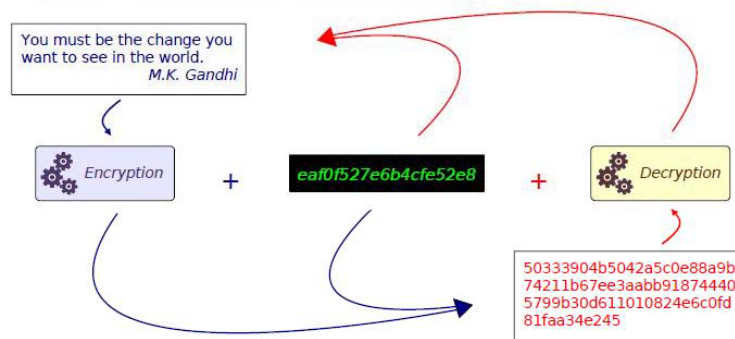 You must be the change you
want to see in the world.
M.K. Gandhi
Encryption
+
eaf0f527e6b4cfe52e8
+
Decryption
50333904b5042a5c0e88a9b
74211b67ee3aabb91874440
5799b30d611010824e6c0fd
81faa34e245